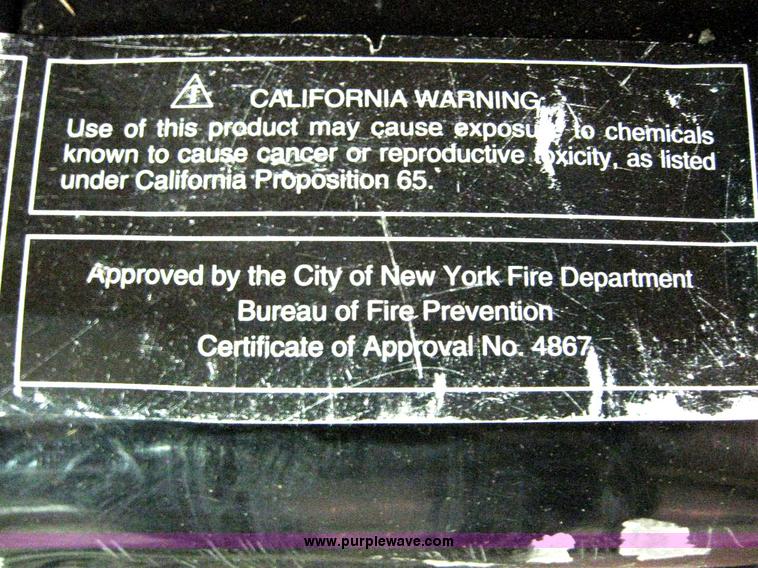 CALIFORNIA WARNING:
Use of this product may cause exposure to chemicals
known to cause cancer or reproductive toxicity, as listed
under California Proposition 65.
Approved by the City of New York Fire Department
Bureau of Fire Prevention
Certificate of Approval No. 4867
www.purplewave.com